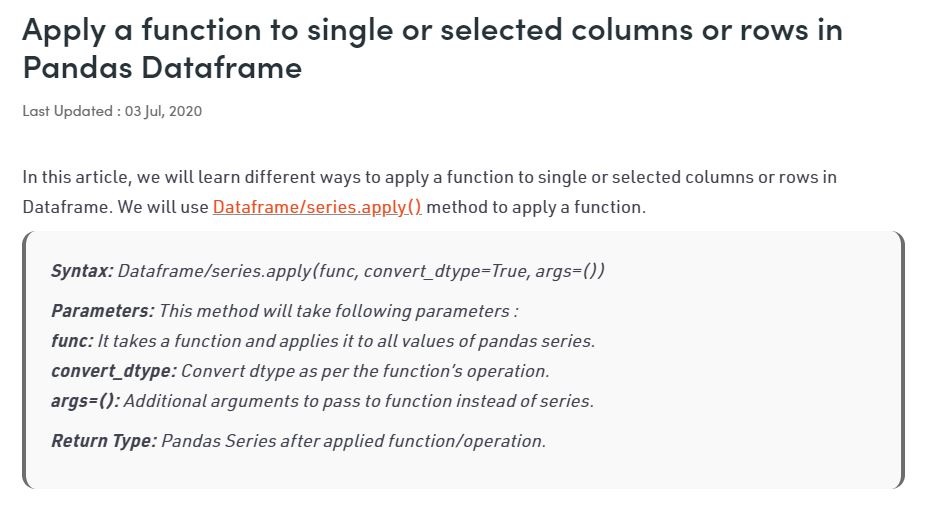 Apply a function to single or selected columns or rows in
Pandas Dataframe
Last Updated : 03 Jul, 2020
In this article, we will learn different ways to apply a function to single or selected columns or rows in
Dataframe. We will use Dataframe/series.apply() method to apply a function.
Syntax: Dataframe/series.apply(func, convert_dtype=True, args=())
Parameters: This method will take following parameters :
func: It takes a function and applies it to all values of pandas series.
convert_dtype: Convert dtype as per the function’s operation.
args=(): Additional arguments to pass to function instead of series.
Return Type: Pandas Series after applied function/operation.